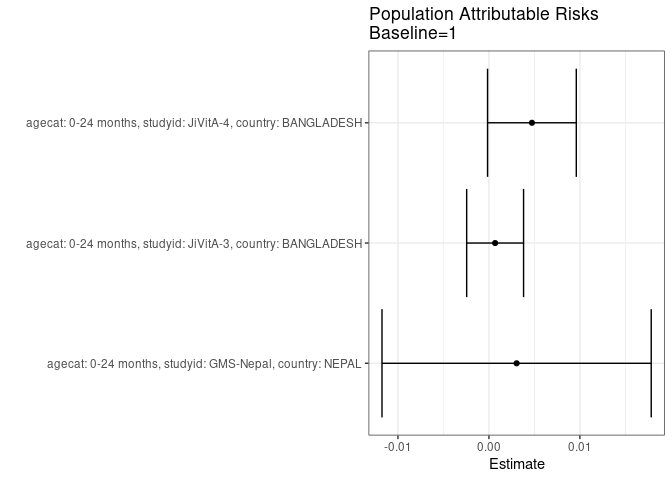 Population Attributable Risks
Baseline=1
agecat: 0-24 months, studyid: JiVitA-4, country: BANGLADESH
agecat: 0-24 months, studyid: JiVitA-3, country: BANGLADESH
agecat: 0-24 months, studyid: GMS-Nepal, country: NEPAL
-0.01 0.00 0.01
Estimate